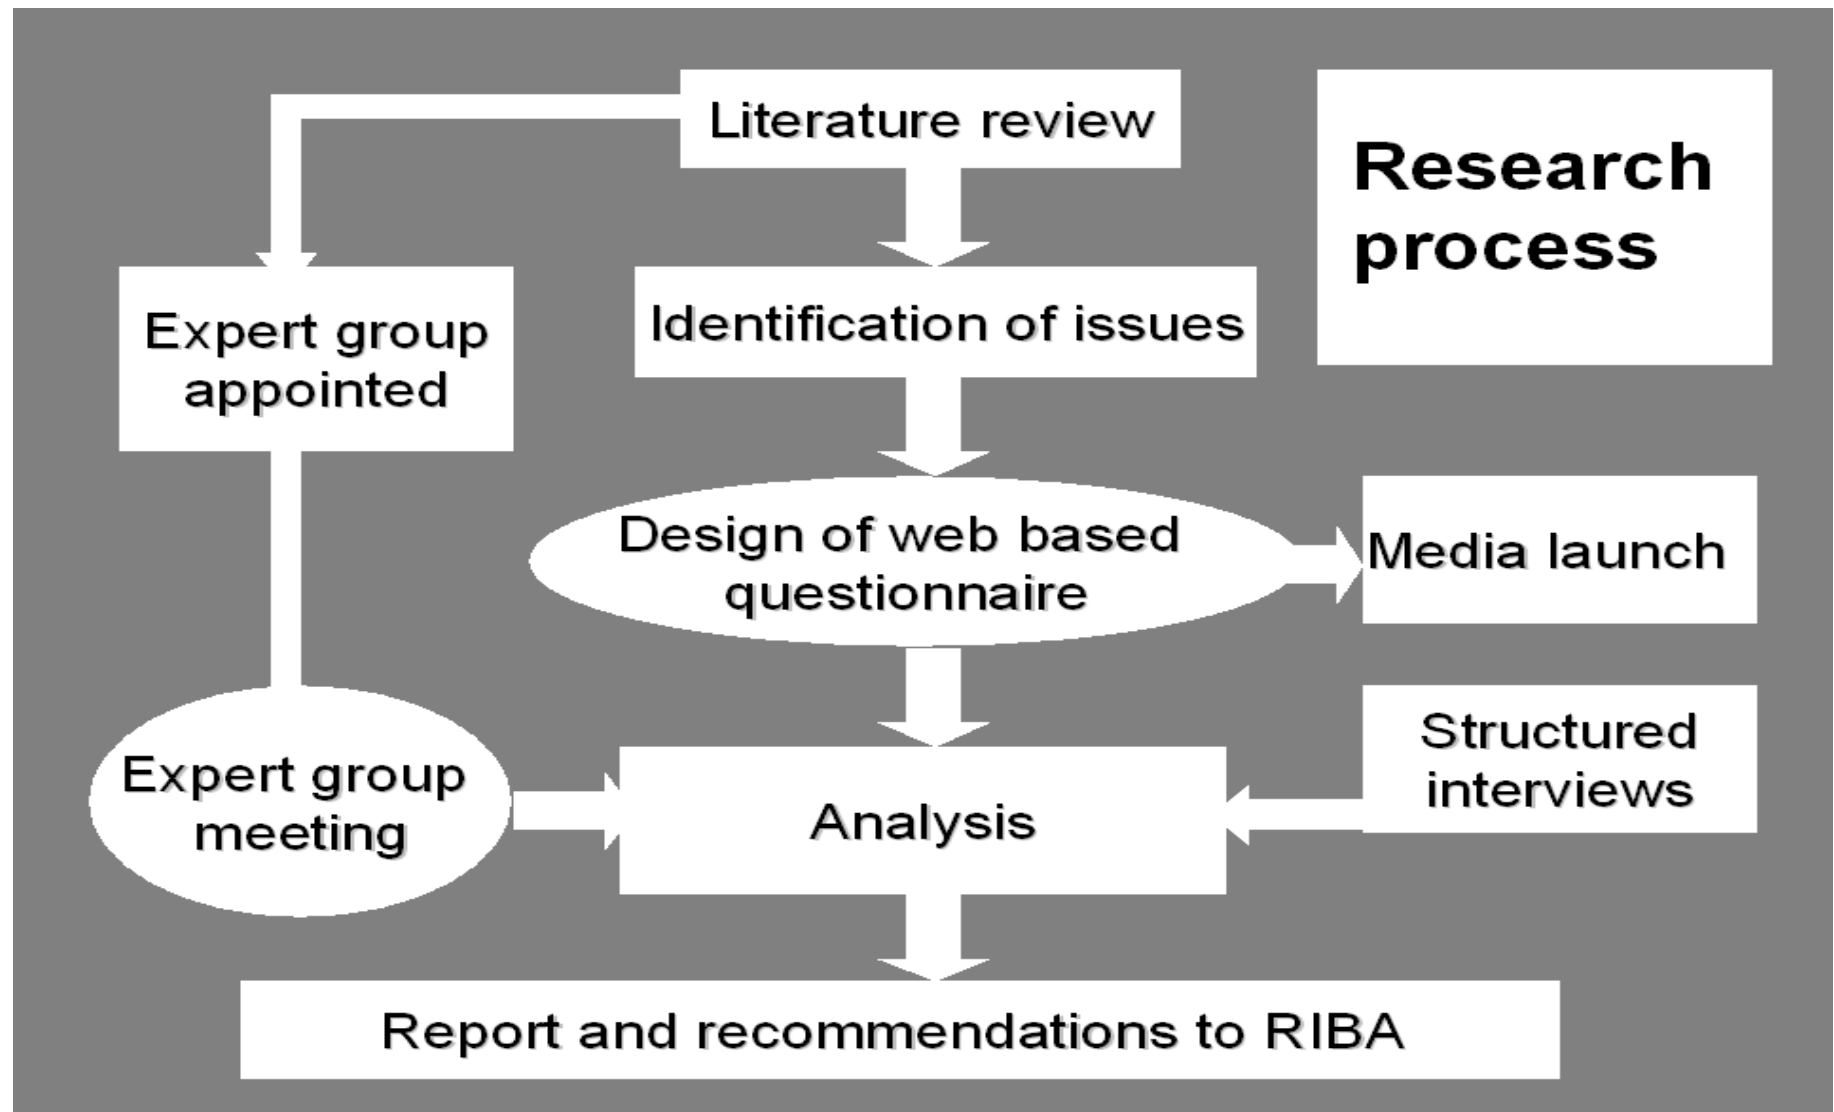 Literature review
Research
process
Expert group
appointed
Identification of issues
Design of web based
questionnaire
Media launch
Structured
interviews
Expert group
meeting
Analysis
Report and recommendations to RIBA